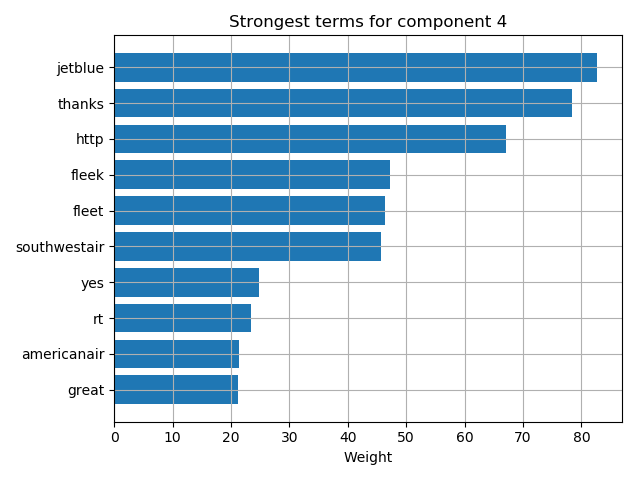 Strongest terms for component 4
jetblue
thanks
http
fleek
fleet
southwestair
yes
rt
americanair
great
0 10 20 30 40 50 60 70 80
Weight